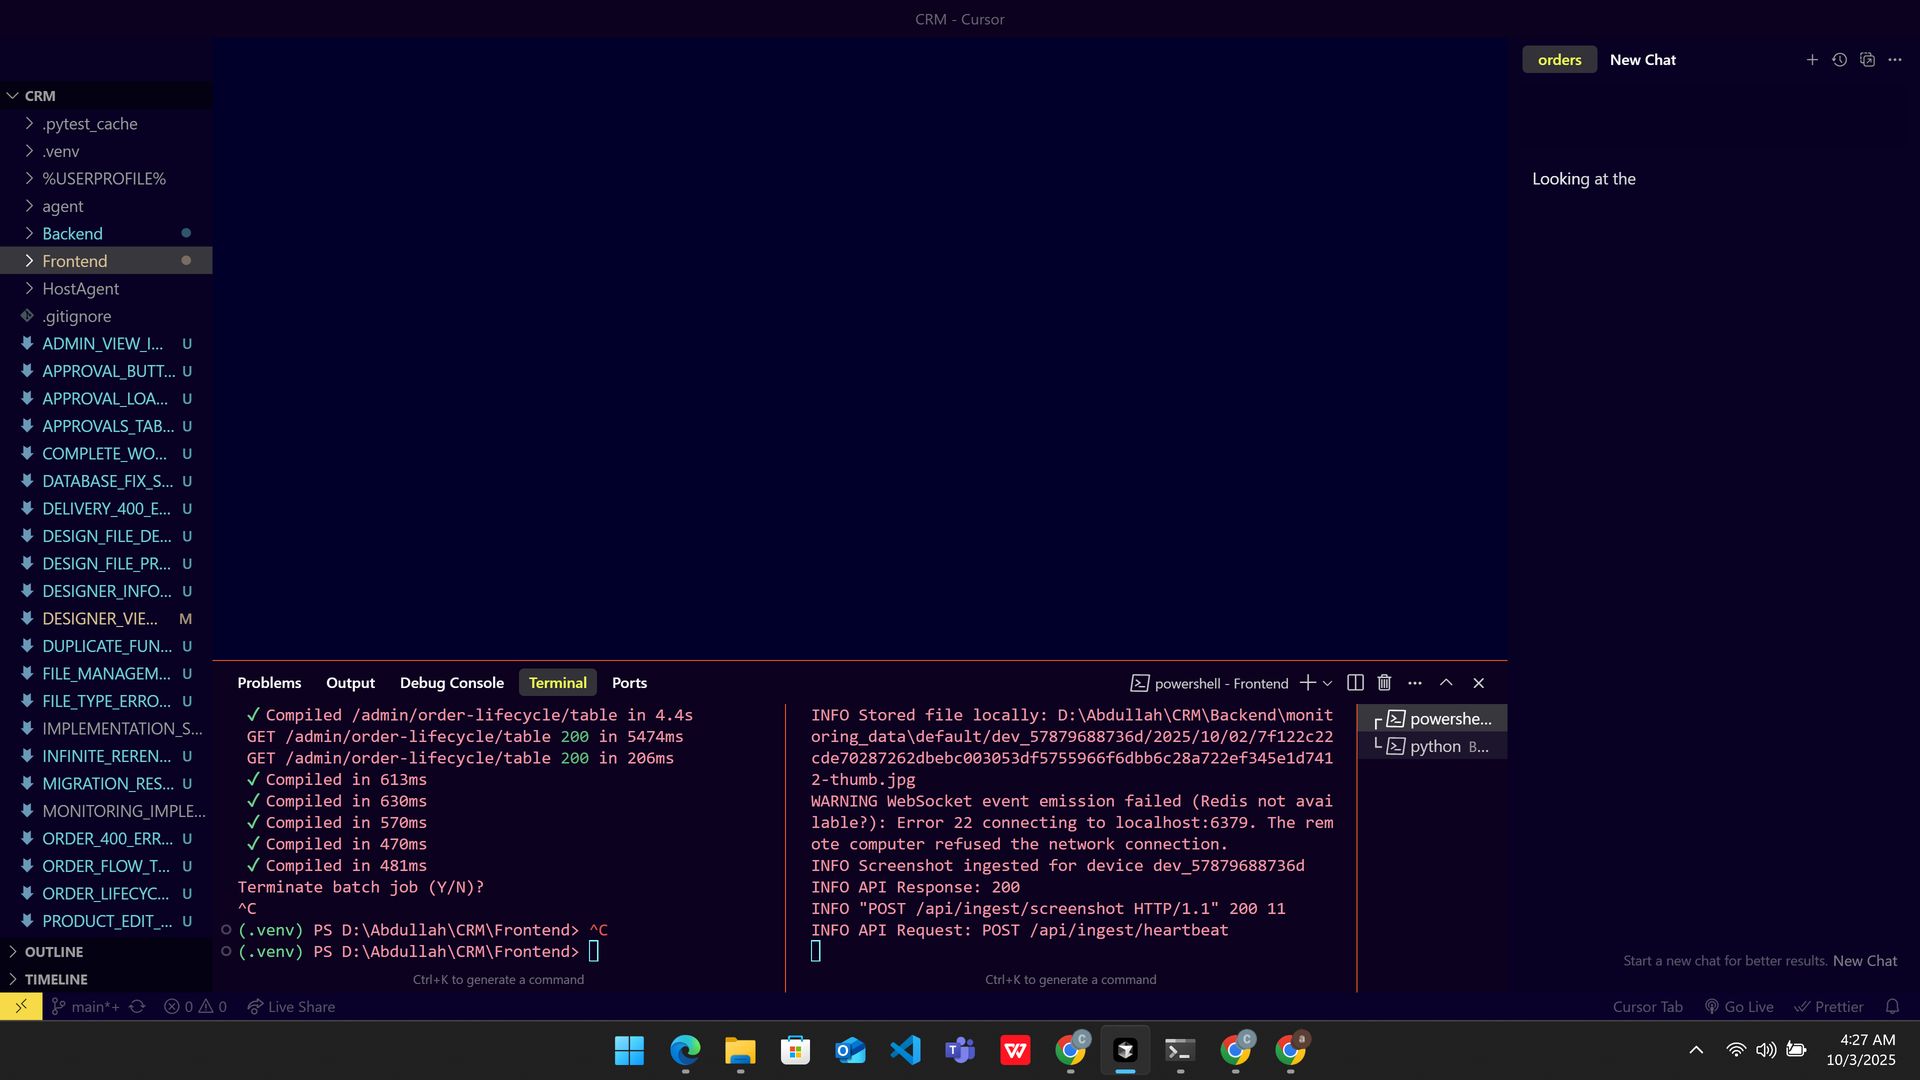 CRM - Cursor
CRM
.pytest_cache
.venv
%USERPROFILE%
agent
Backend
Frontend
HostAgent
.gitignore
ADMIN_VIEW_I... U
APPROVAL_BUTT... U
APPROVAL_LOA... U
APPROVALS_TAB... U
COMPLETE_WO... U
DATABASE_FIX_S... U
DELIVERY_400_E... U
DESIGN_FILE_DE... U
DESIGN_FILE_PR... U
DESIGNER_INFO... U
DESIGNER_VIE... M
DUPLICATE_FUN... U
FILE_MANAGEM... U
FILE_TYPE_ERRO... U
IMPLEMENTATION_S...
INFINITE_REREN... U
MIGRATION_RES... U
MONITORING_IMPLE...
ORDER_400_ERR... U
ORDER_FLOW_T... U
ORDER_LIFECYC... U
PRODUCT_EDIT_... U
OUTLINE
TIMELINE
Problems Output Debug Console Terminal Ports
powershell - Frontend
✓ Compiled /admin/order-lifecycle/table in 4.4s
GET /admin/order-lifecycle/table 200 in 5474ms
GET /admin/order-lifecycle/table 200 in 206ms
✓ Compiled in 613ms
✓ Compiled in 630ms
✓ Compiled in 570ms
✓ Compiled in 470ms
✓ Compiled in 481ms
Terminate batch job (Y/N)?
^C
(.venv) PS D:\Abdullah\CRM\Frontend> ^C
(.venv) PS D:\Abdullah\CRM\Frontend>
Ctrl+K to generate a command
INFO Stored file locally: D:\Abdullah\CRM\Backend\monit
oring_data\default/dev_57879688736d/2025/10/02/7f122c22
cde70287262dbebc003053df5755966f6dbb6c28a722ef345e1d741
2-thumb.jpg
WARNING WebSocket event emission failed (Redis not avai
lable?): Error 22 connecting to localhost:6379. The rem
ote computer refused the network connection.
INFO Screenshot ingested for device dev_57879688736d
INFO API Response: 200
INFO "POST /api/ingest/screenshot HTTP/1.1" 200 11
INFO API Request: POST /api/ingest/heartbeat
Ctrl+K to generate a command
powershe...
python B...
orders New Chat
Looking at the
Start a new chat for better results. New Chat
main*+ 0 0 Live Share
Cursor Tab Go Live Prettier
4:27 AM
10/3/2025